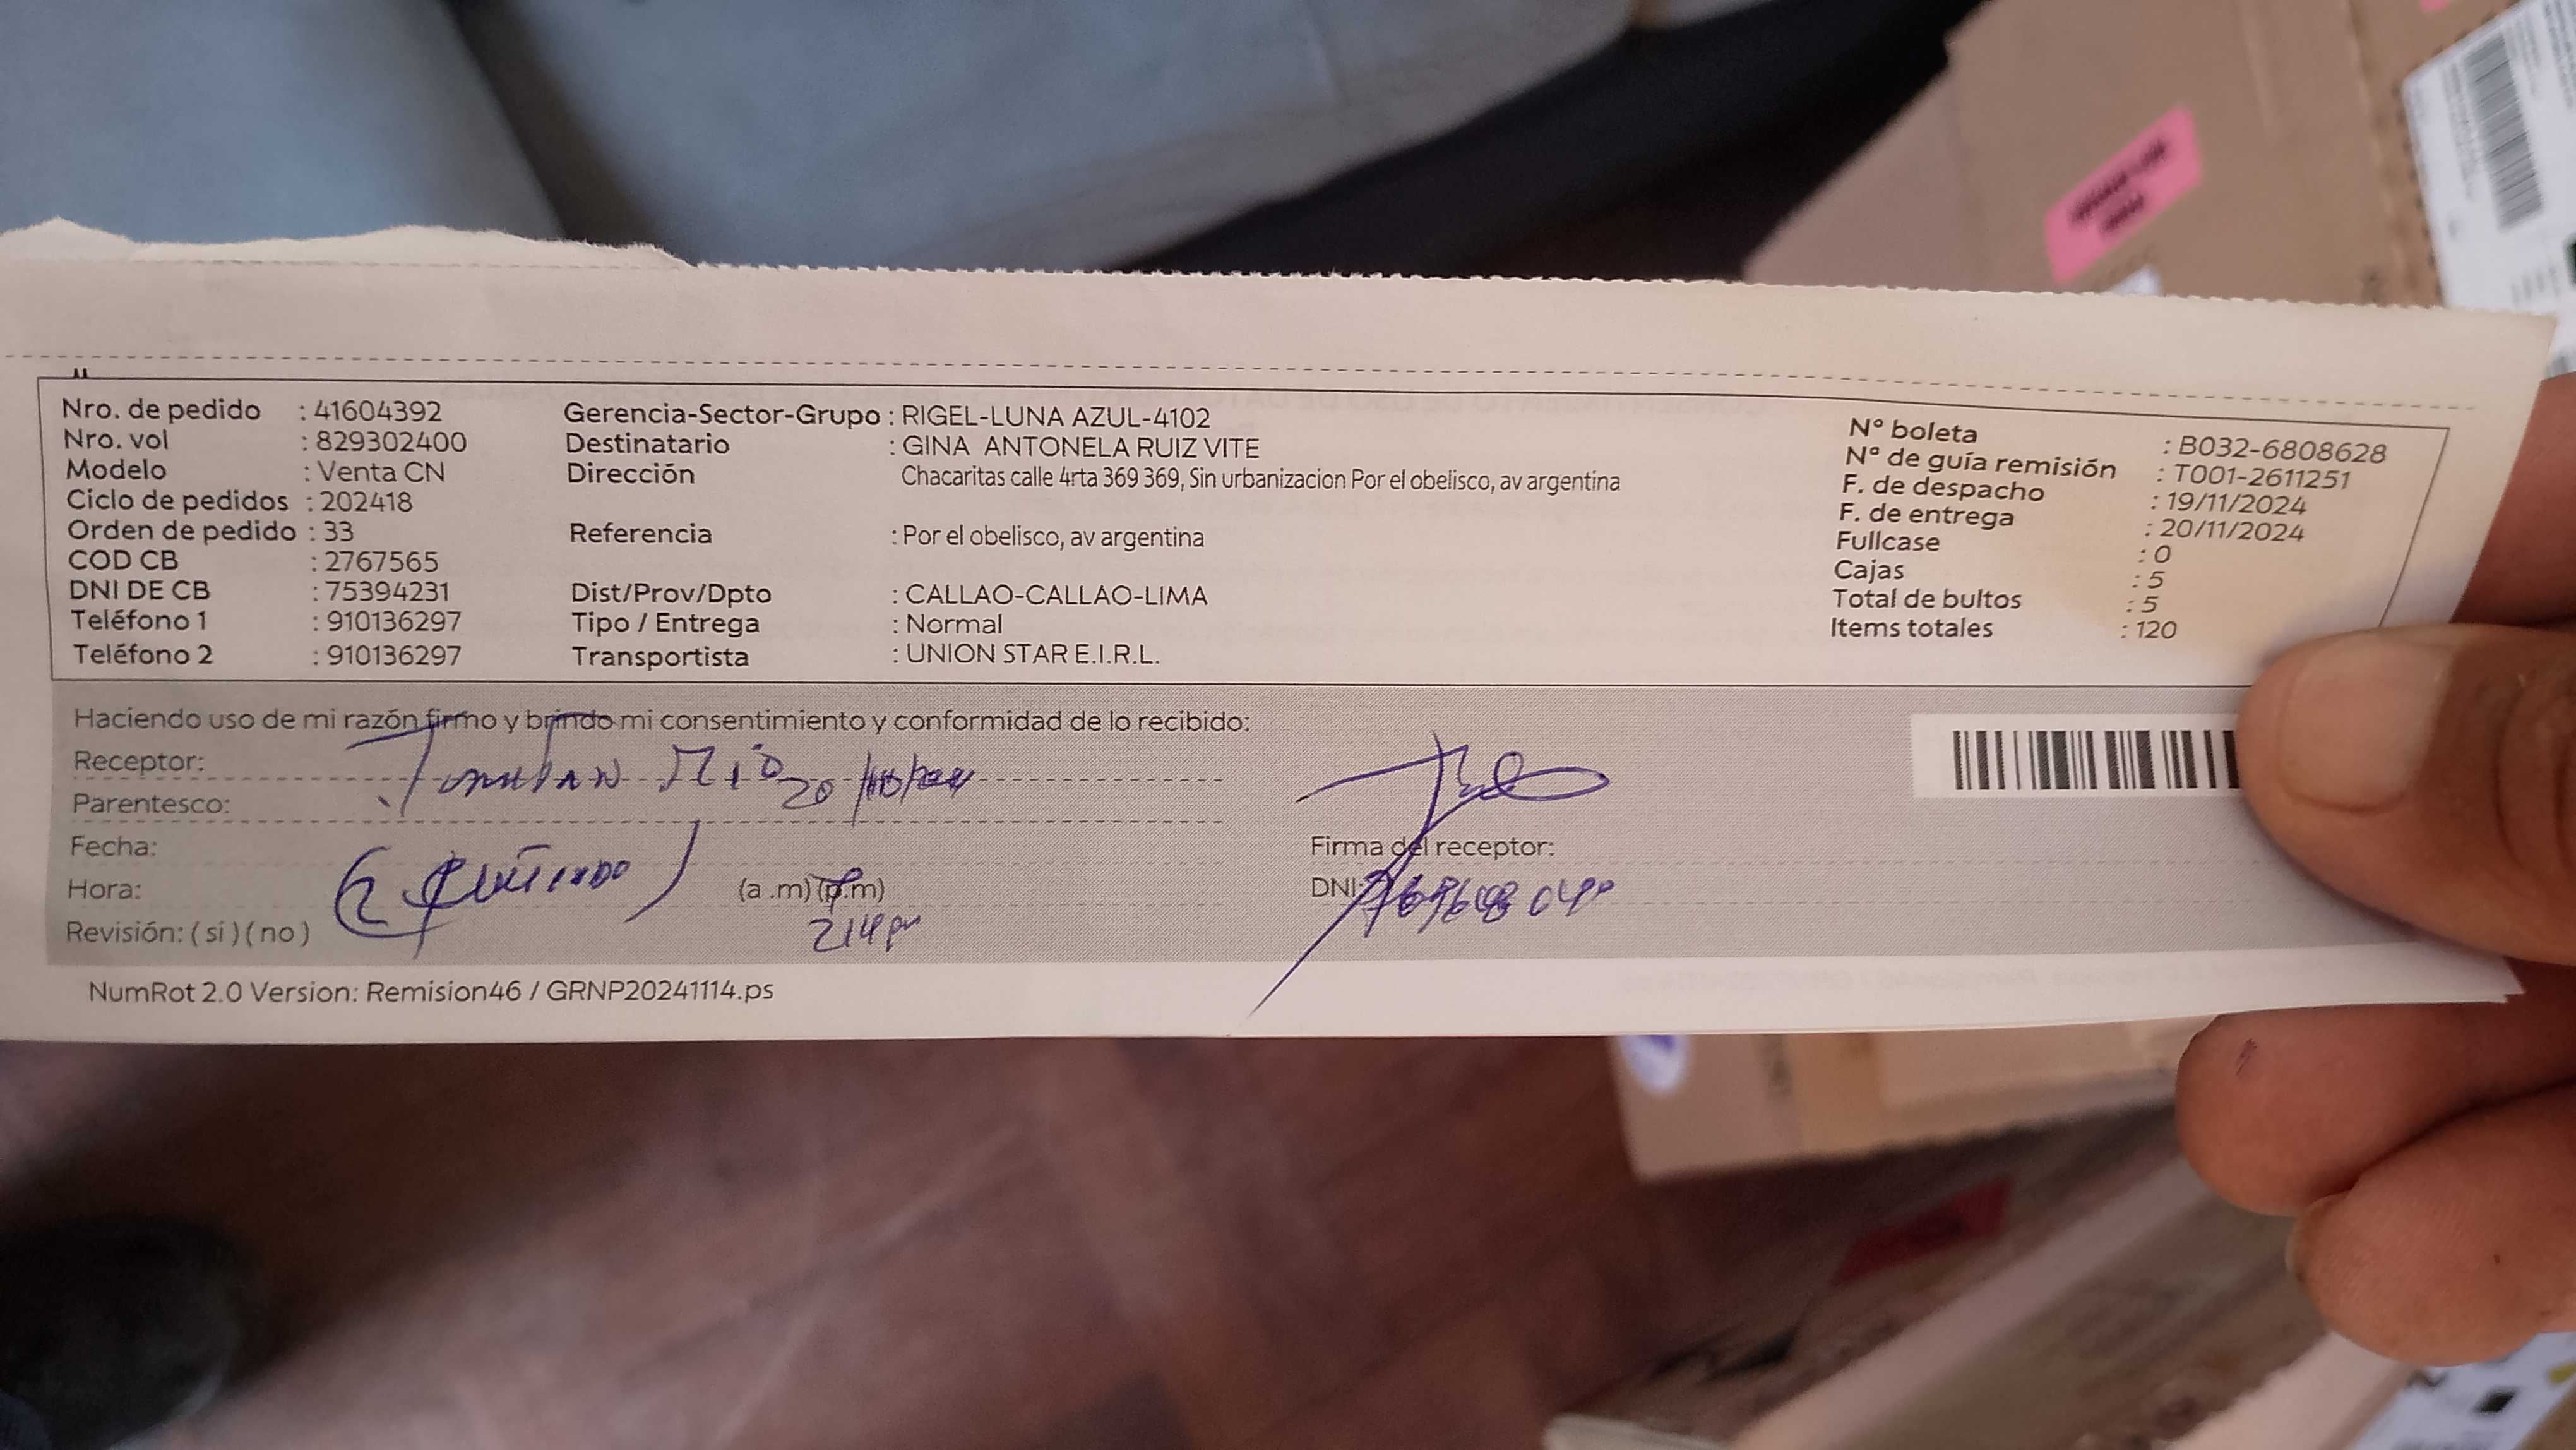 Nro. de pedido : 41604392
Nro. vol : 829302400
Modelo : Venta CN
Ciclo de pedidos : 202418
Orden de pedido : 33
COD CB : 2767565
DNI DE CB : 75394231
Teléfono 1 : 910136297
Teléfono 2 : 910136297
Gerencia-Sector-Grupo : RIGEL-LUNA AZUL-4102
Destinatario : GINA ANTONELA RUIZ VITE
Dirección Chacaritas calle 4rta 369 369, Sin urbanizacion Por el obelisco, av argentina
Referencia : Por el obelisco, av argentina
Dist/Prov/Dpto : CALLAO-CALLAO-LIMA
Tipo / Entrega : Normal
Transportista : UNION STAR E.I.R.L.
N° boleta : B032-6808628
N° de guía remisión : T001-2611251
F. de despacho : 19/11/2024
F. de entrega : 20/11/2024
Fullcase : 0
Cajas : 5
Total de bultos : 5
Items totales : 120
Haciendo uso de mi razón firmo y brindo mi consentimiento y conformidad de lo recibido:
Receptor:
Parentesco:
Fecha:
Hora: (a .m) (p.m)
214 pm
Revisión: ( si ) ( no )
Firma del receptor:
DNI:
NumRot 2.0 Version: Remision46 / GRNP20241114.ps